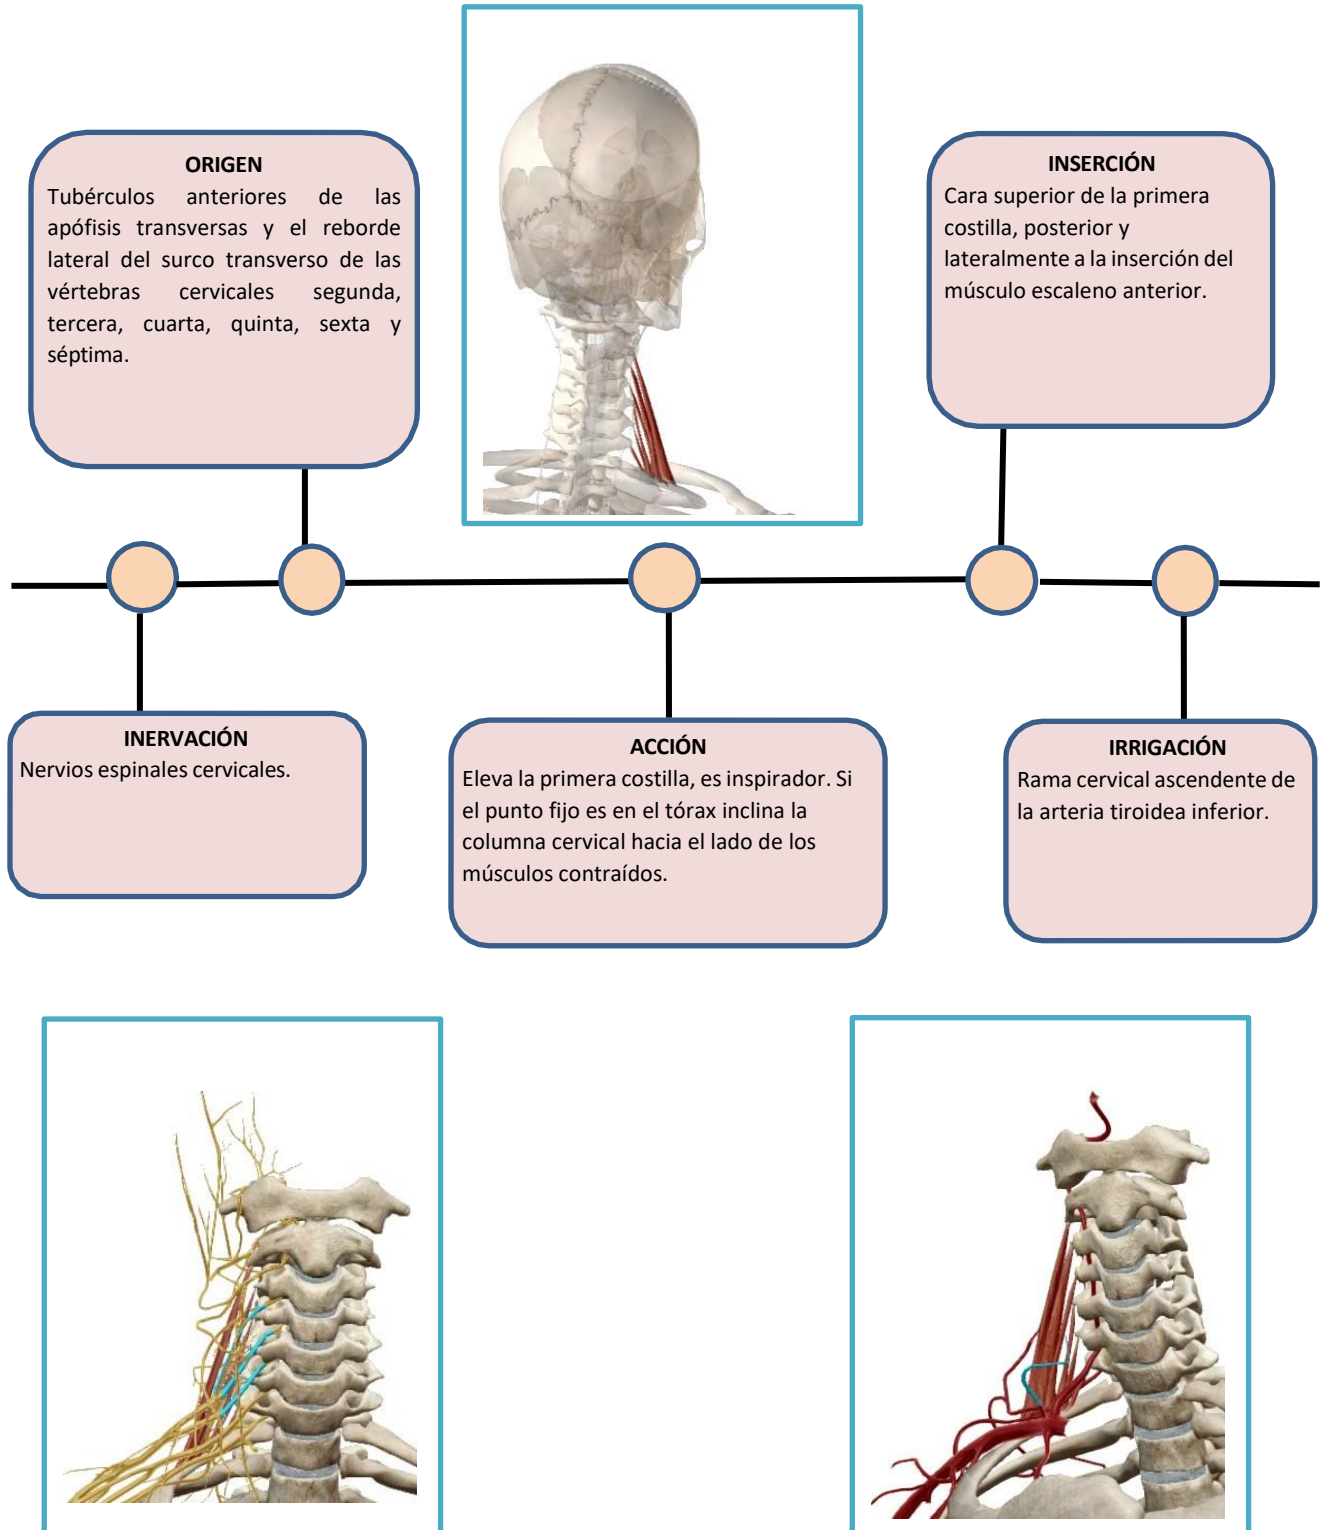 ORIGEN
Tubérculos anteriores de las
apófisis transversas y el reborde
lateral del surco transverso de las
vértebras cervicales segunda,
tercera, cuarta, quinta, sexta y
séptima.
INSERCIÓN
Cara superior de la primera
costilla, posterior y
lateralmente a la inserción del
músculo escaleno anterior.
INERVACIÓN
Nervios espinales cervicales.
ACCIÓN
Eleva la primera costilla, es inspirador. Si
el punto fijo es en el tórax inclina la
columna cervical hacia el lado de los
músculos contraídos.
IRRIGACIÓN
Rama cervical ascendente de
la arteria tiroidea inferior.